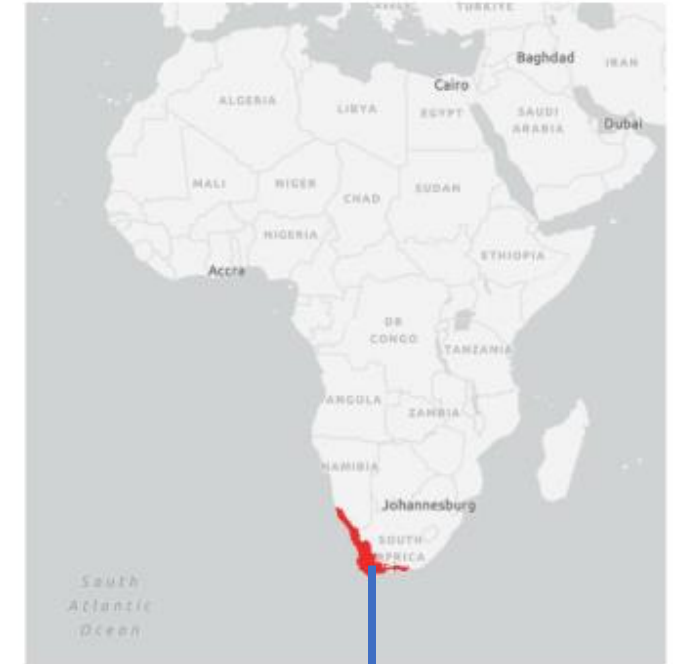 TÜRKIYE
Baghdad
IRAN
Cairo
ALGERIA
LIBYA
EGYPT
SAUDI
ARABIA
Dubai
MALI
NIGER
CHAD
SUDAN
NIGERIA
ETHIOPIA
Accra
DR
CONGO
TANZANIA
ANGOLA
ZAMBIA
NAMIBIA
Johannesburg
SOUTH
AFRICA
South
Atlantic
Ocean